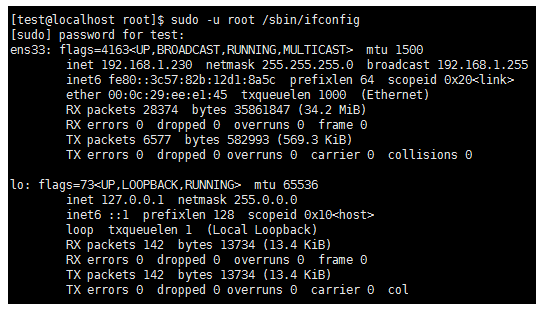 [test@localhost root]$ sudo -u root /sbin/ifconfig
[sudo] password for test:
ens33: flags=4163<UP,BROADCAST,RUNNING,MULTICAST>  mtu 1500
        inet 192.168.1.230  netmask 255.255.255.0  broadcast 192.168.1.255
        inet6 fe80::3c57:82b:12d1:8a5c  prefixlen 64  scopeid 0x20<link>
        ether 00:0c:29:ee:e1:45  txqueuelen 1000  (Ethernet)
        RX packets 28374  bytes 35861847 (34.2 MiB)
        RX errors 0  dropped 0  overruns 0  frame 0
        TX packets 6577  bytes 582993 (569.3 KiB)
        TX errors 0  dropped 0 overruns 0  carrier 0  collisions 0

lo: flags=73<UP,LOOPBACK,RUNNING>  mtu 65536
        inet 127.0.0.1  netmask 255.0.0.0
        inet6 ::1  prefixlen 128  scopeid 0x10<host>
        loop  txqueuelen 1  (Local Loopback)
        RX packets 142  bytes 13734 (13.4 KiB)
        RX errors 0  dropped 0  overruns 0  frame 0
        TX packets 142  bytes 13734 (13.4 KiB)
        TX errors 0  dropped 0 overruns 0  carrier 0  col